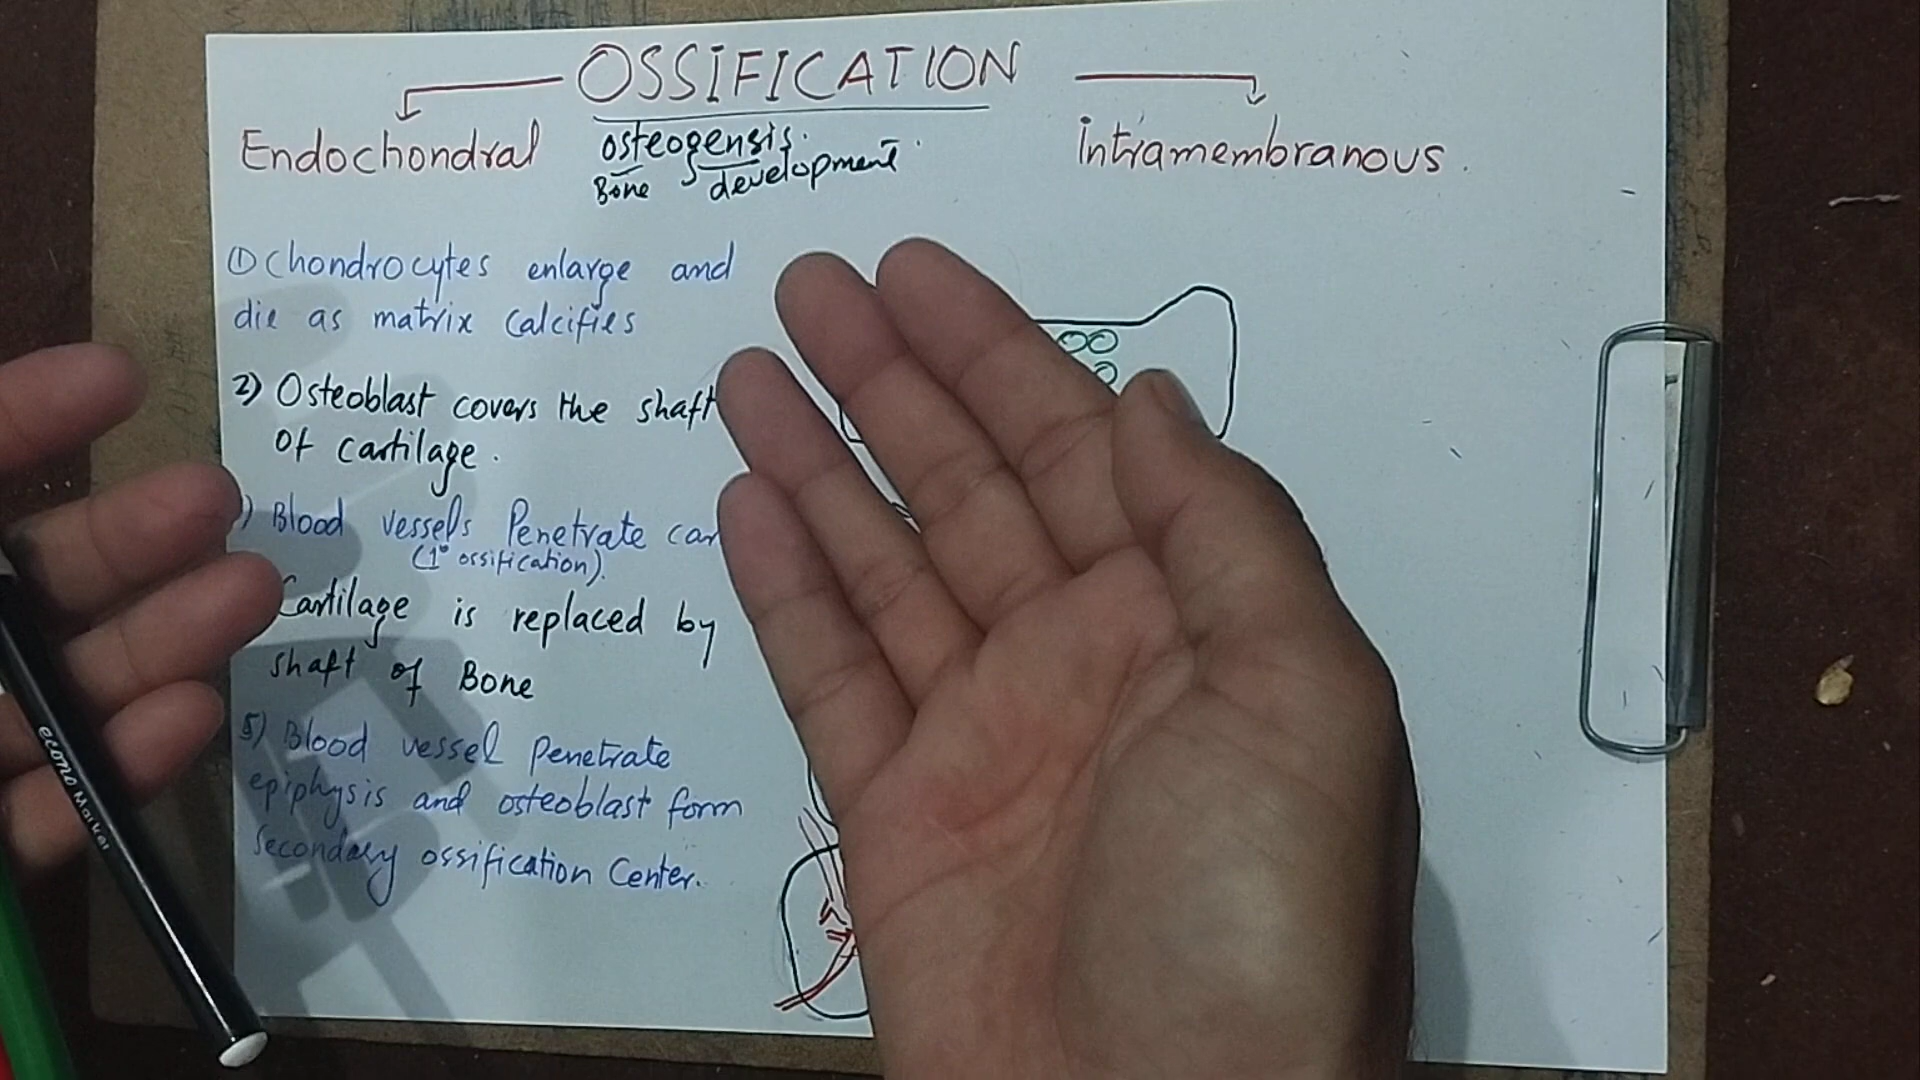 OSSIFICATION
Endochondral
osteogensis.
Bone development
intramembranous.
① Chondrocytes enlarge and
die as matrix calcifies
2) Osteoblast covers the shaft
of cartilage.
) Blood vessels Penetrate
(1° ossification).
Cartilage is replaced by
shaft of Bone
5) Blood vessel penetrate
epiphysis and osteoblast form
Secondary ossification Center.
econo Marker